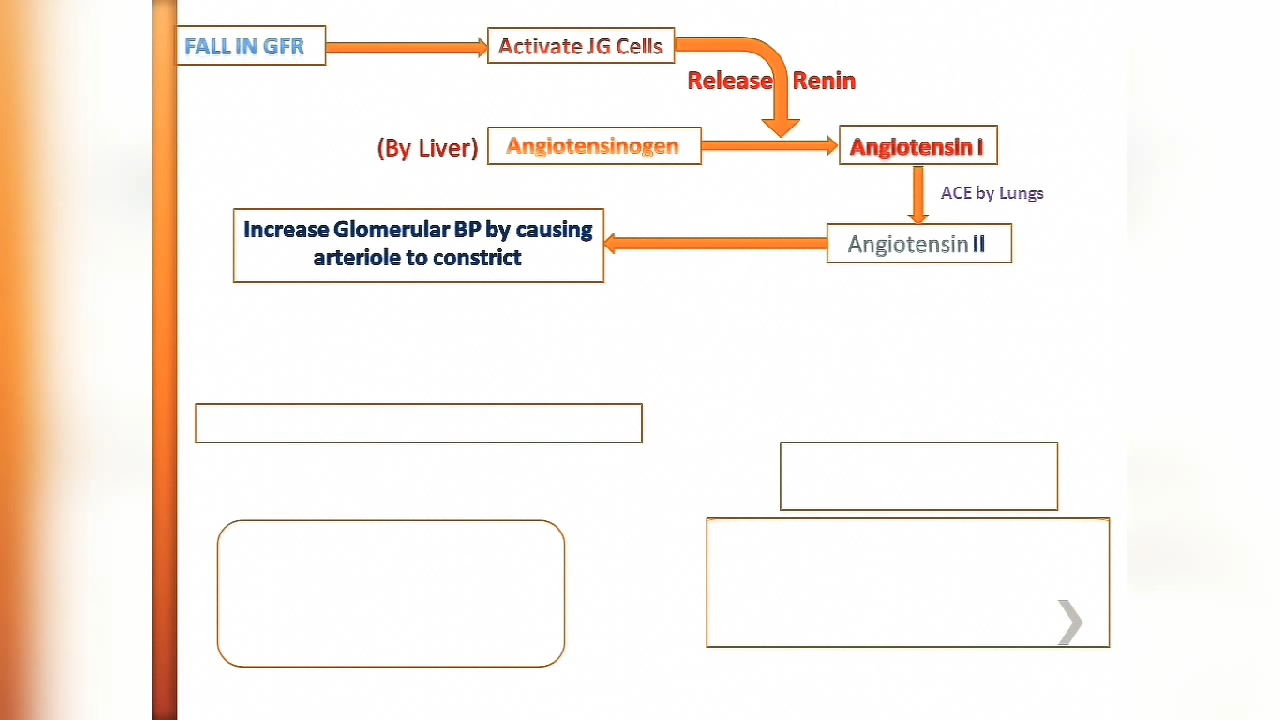 FALL IN GFR
Activate JG Cells
Release Renin
(By Liver) Angiotensinogen
Angiotensin I
ACE by Lungs
Increase Glomerular BP by causing
arteriole to constrict
Angiotensin II